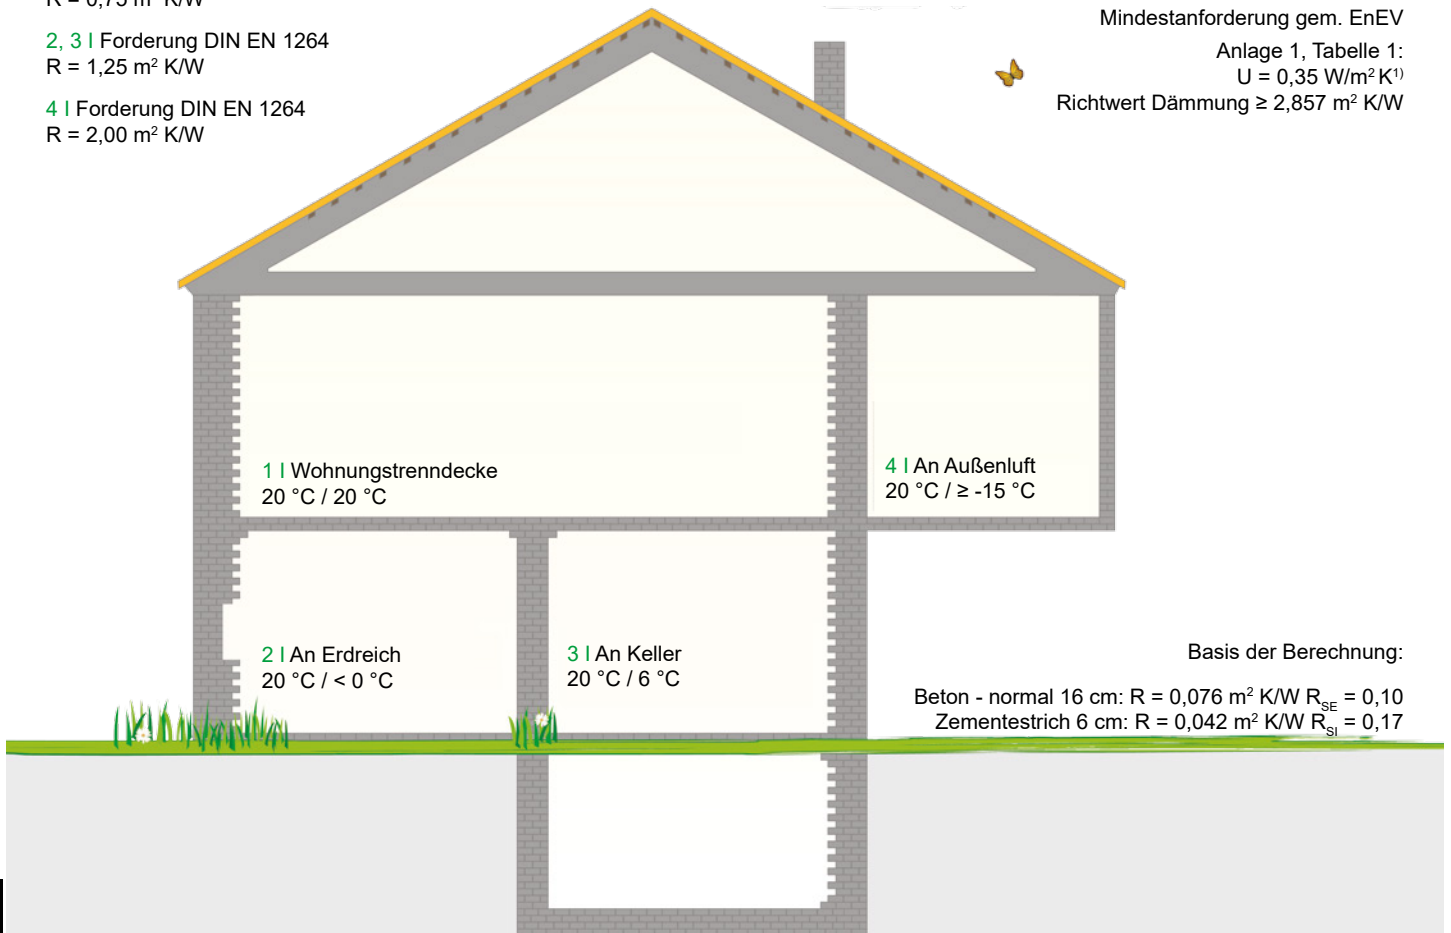 R = 0,75 m² K/W
2, 3 I Forderung DIN EN 1264
R = 1,25 m² K/W
4 I Forderung DIN EN 1264
R = 2,00 m² K/W
Mindestanforderung gem. EnEV
Anlage 1, Tabelle 1:
U = 0,35 W/m² K¹⁾
Richtwert Dämmung ≥ 2,857 m² K/W
1 I Wohnungstrenndecke
20 °C / 20 °C
4 I An Außenluft
20 °C / ≥ -15 °C
2 I An Erdreich
20 °C / < 0 °C
3 I An Keller
20 °C / 6 °C
Basis der Berechnung:
Beton - normal 16 cm: R = 0,076 m² K/W R_SE = 0,10
Zementestrich 6 cm: R = 0,042 m² K/W R_SI = 0,17